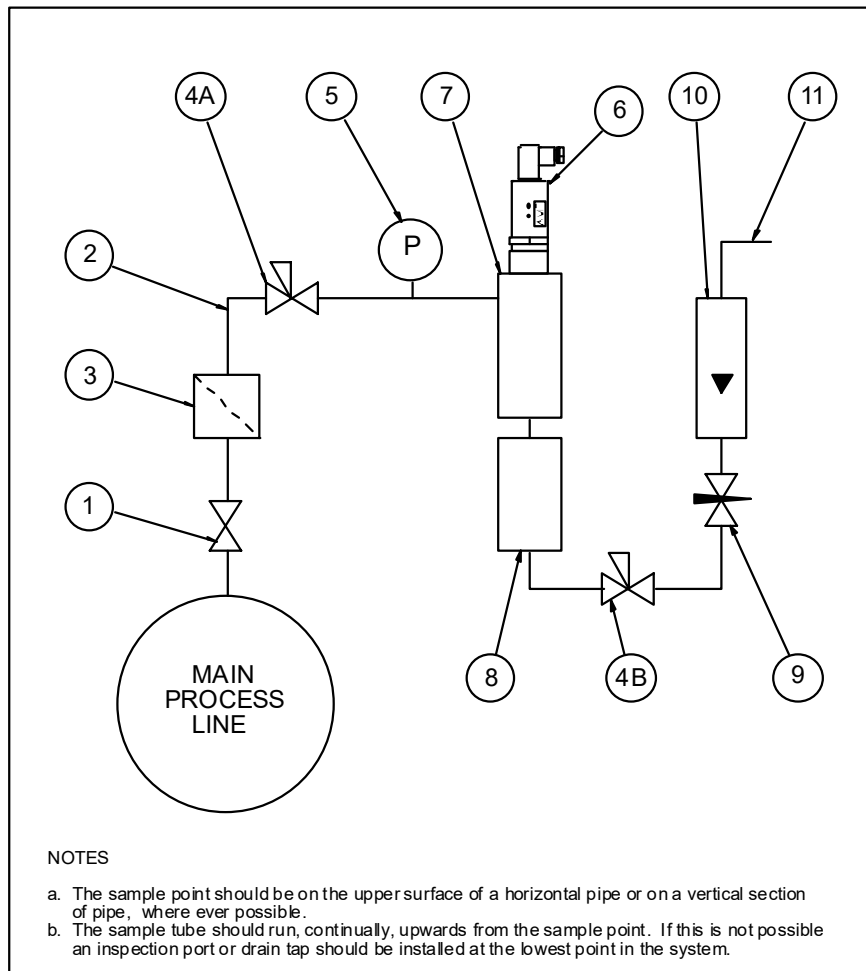 4A
5
7
6
10
11
P
2
3
1
MAIN
PROCESS
LINE
8
4B
9
NOTES
a. The sample point should be on the upper surface of a horizontal pipe or on a vertical section
of pipe, where ever possible.
b. The sample tube should run, continually, upwards from the sample point. If this is not possible
an inspection port or drain tap should be installed at the lowest point in the system.